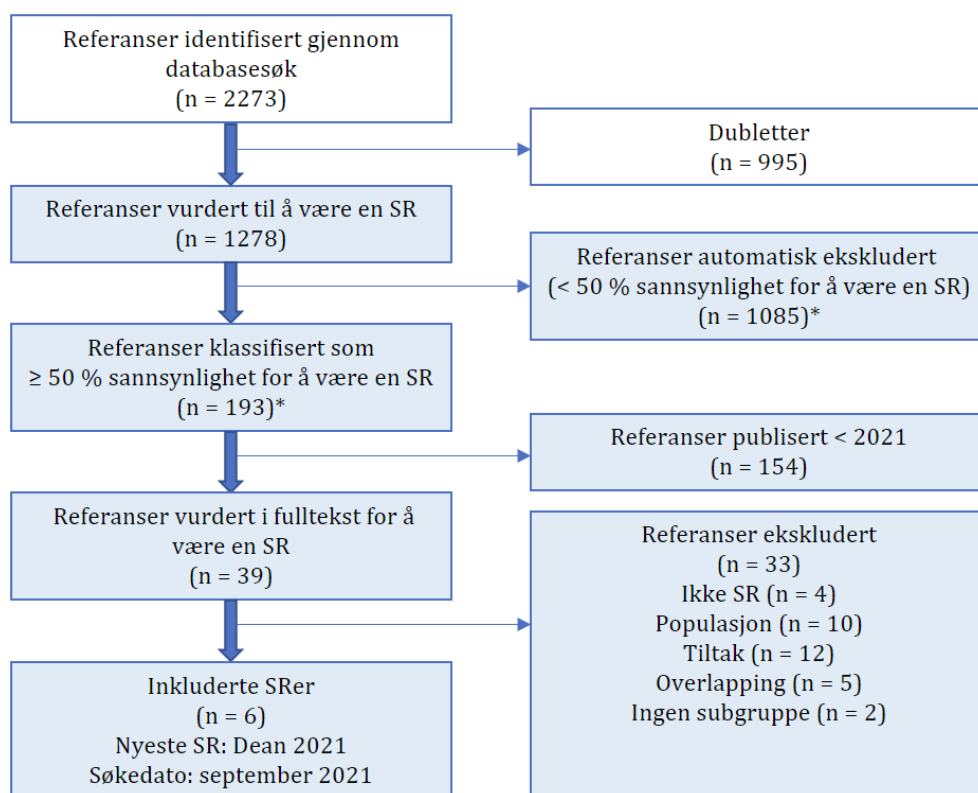 Referanser identifisert gjennom
databasesøk
(n = 2273)
Dubletter
(n = 995)
Referanser vurdert til å være en SR
(n = 1278)
Referanser automatisk ekskludert
(< 50 % sannsynlighet for å være en SR)
(n = 1085)*
Referanser klassifisert som
≥ 50 % sannsynlighet for å være en SR
(n = 193)*
Referanser publisert < 2021
(n = 154)
Referanser vurdert i fulltekst for å
være en SR
(n = 39)
Referanser ekskludert
(n = 33)
Ikke SR (n = 4)
Populasjon (n = 10)
Tiltak (n = 12)
Overlapping (n = 5)
Ingen subgruppe (n = 2)
Inkluderte SRer
(n = 6)
Nyeste SR: Dean 2021
Søkedato: september 2021